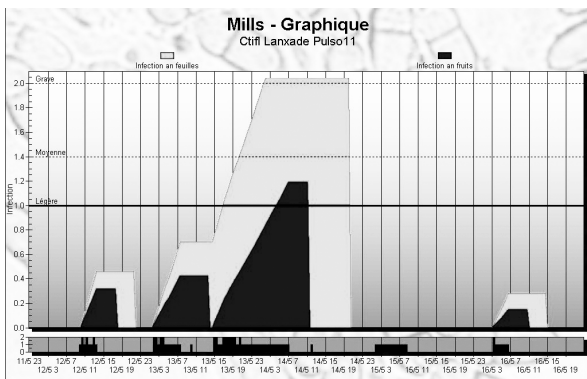 Mills - Graphique
Ctifl Lanxade Pulso11
Infection an feuilles Infection an fruits
Grave
2.0
1.8
1.6
Moyenne
1.4
1.2
Légère
1.0
0.8
0.6
0.4
0.2
0.0
Infection
2
1
0
11/5 23 12/5 7 12/5 15 12/5 23 13/5 7 13/5 15 13/5 23 14/5 7 14/5 15 14/5 23 15/5 7 15/5 15 15/5 23 16/5 7 16/5 15
12/5 3 12/5 11 12/5 19 13/5 3 13/5 11 13/5 19 14/5 3 14/5 11 14/5 19 15/5 3 15/5 11 15/5 19 16/5 3 16/5 11 16/5 19